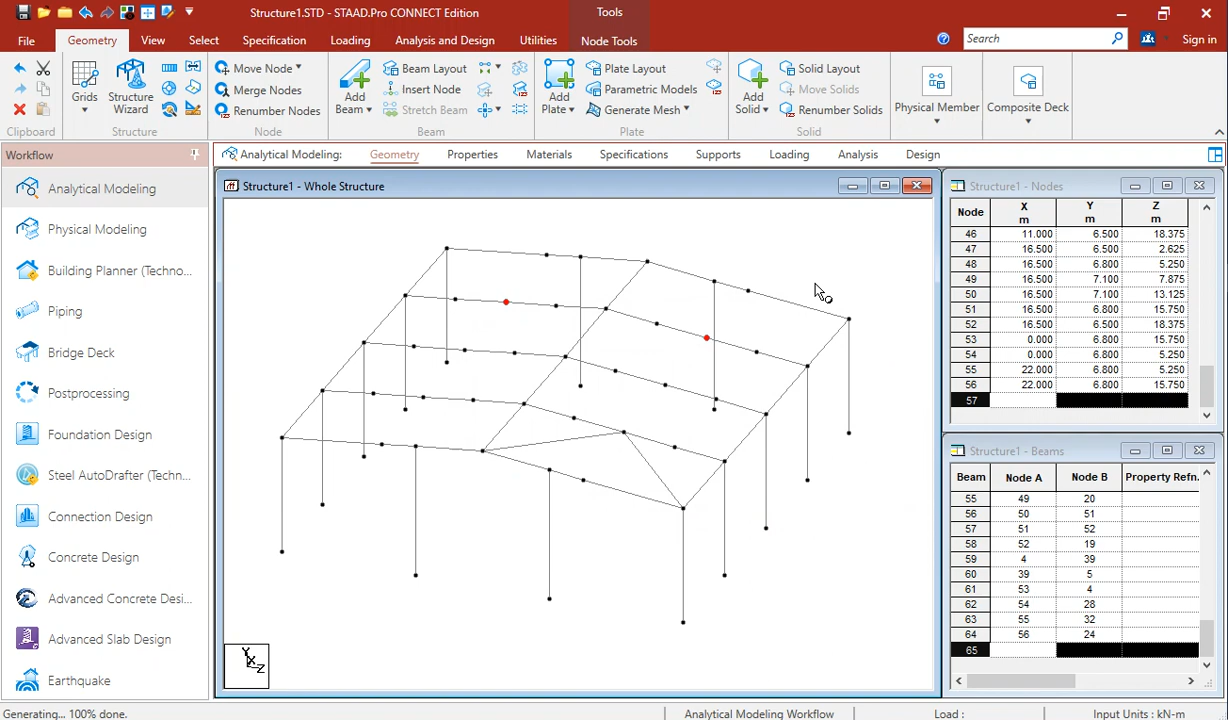 Structure1.STD - STAAD.Pro CONNECT Edition
Tools
File
Geometry
View
Select
Specification
Loading
Analysis and Design
Utilities
Node Tools
Search
Sign in
Grids
Structure Wizard
Move Node
Merge Nodes
Renumber Nodes
Add Beam
Beam Layout
Insert Node
Stretch Beam
Add Plate
Plate Layout
Parametric Models
Generate Mesh
Add Solid
Solid Layout
Move Solids
Renumber Solids
Physical Member
Composite Deck
Clipboard
Structure
Node
Beam
Plate
Solid
Workflow
Analytical Modeling:
Geometry
Properties
Materials
Specifications
Supports
Loading
Analysis
Design
Analytical Modeling
Physical Modeling
Building Planner (Techno...
Piping
Bridge Deck
Postprocessing
Foundation Design
Steel AutoDrafter (Techn...
Connection Design
Concrete Design
Advanced Concrete Desi...
Advanced Slab Design
Earthquake
Structure1 - Whole Structure
Y
X
Z
Structure1 - Nodes
Node X m Y m Z m
46 11.000 6.500 18.375
47 16.500 6.500 2.625
48 16.500 6.800 5.250
49 16.500 7.100 7.875
50 16.500 7.100 13.125
51 16.500 6.800 15.750
52 16.500 6.500 18.375
53 0.000 6.800 15.750
54 0.000 6.800 5.250
55 22.000 6.800 5.250
56 22.000 6.800 15.750
57
Structure1 - Beams
Beam Node A Node B Property Refn.
55 49 20
56 50 51
57 51 52
58 52 19
59 4 39
60 39 5
61 53 4
62 54 28
63 55 32
64 56 24
65
Generating... 100% done.
Analytical Modeling Workflow
Load :
Input Units : kN-m